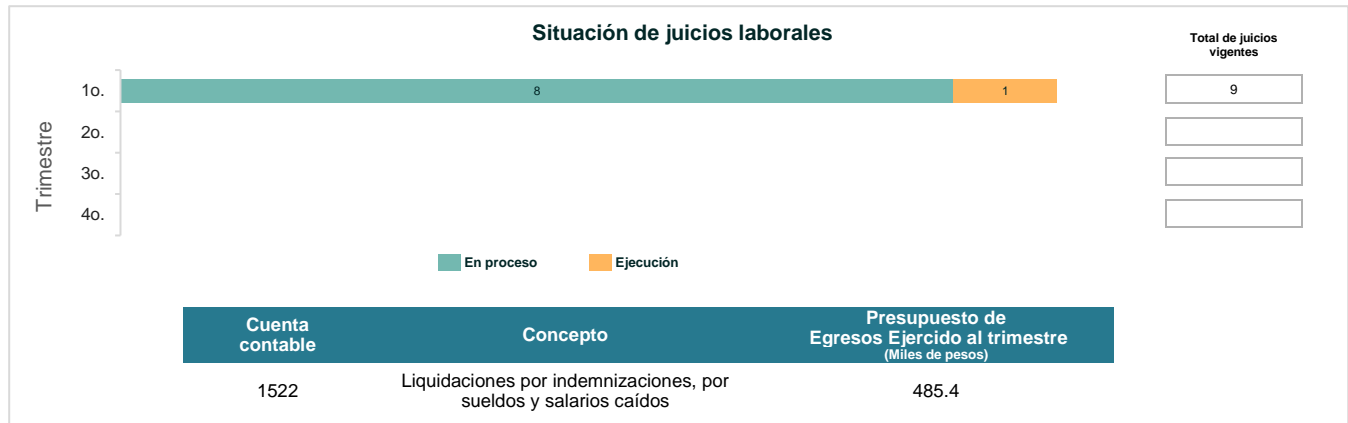 Situación de juicios laborales
Total de juicios
vigentes
Trimestre
1o.
8
1
9
2o.
3o.
4o.
En proceso
Ejecución
Cuenta
contable
Concepto
Presupuesto de
Egresos Ejercido al trimestre
(Miles de pesos)
1522
Liquidaciones por indemnizaciones, por
sueldos y salarios caídos
485.4